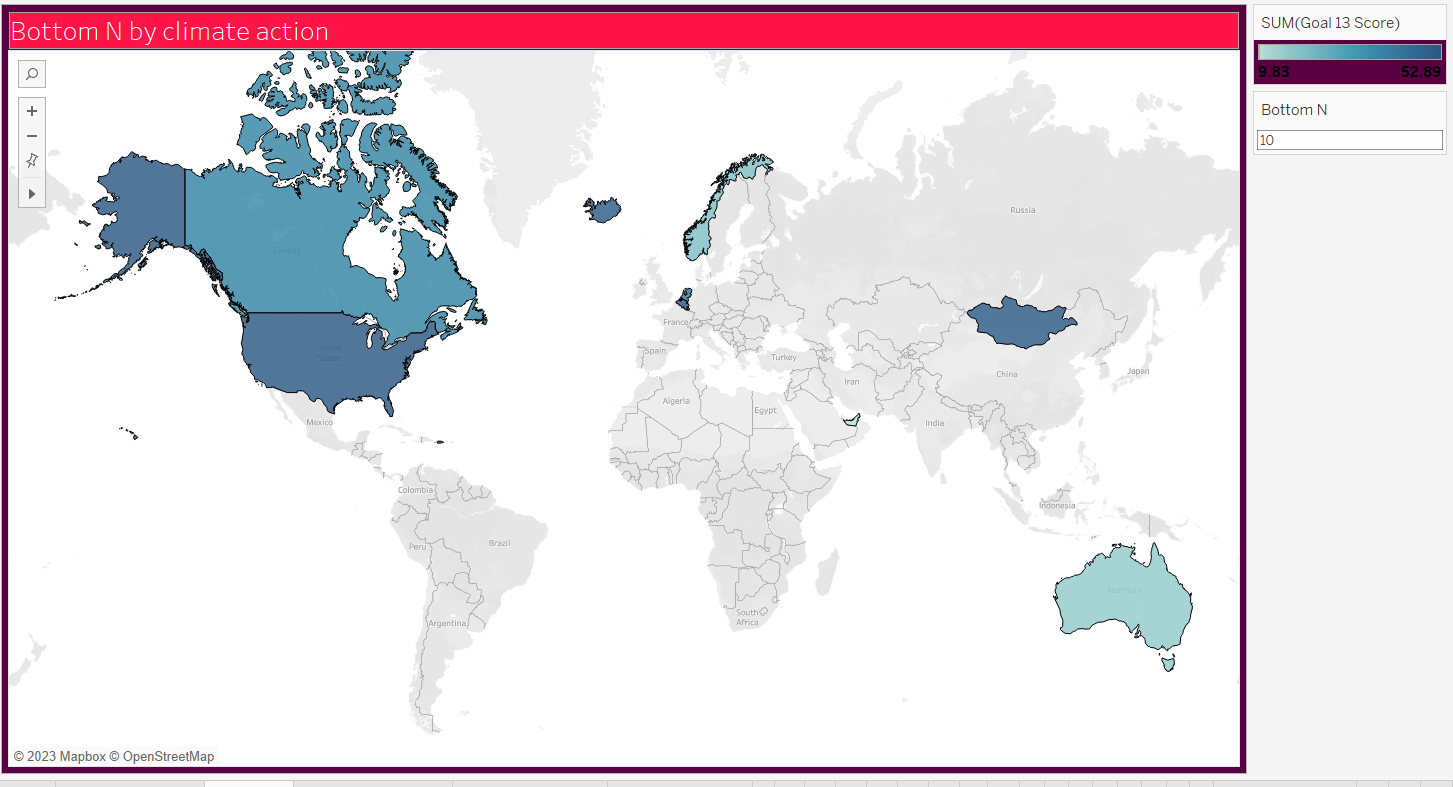 Bottom N by climate action
SUM(Goal 13 Score)
9.83 52.89
Bottom N
10
Russia
Canada
France
United
States
Spain
Turkey
China
Japan
Iran
Algeria
Egypt
Mexico
India
Colombia
Indonesia
Peru
Brazil
Australia
South
Africa
Argentina
© 2023 Mapbox © OpenStreetMap